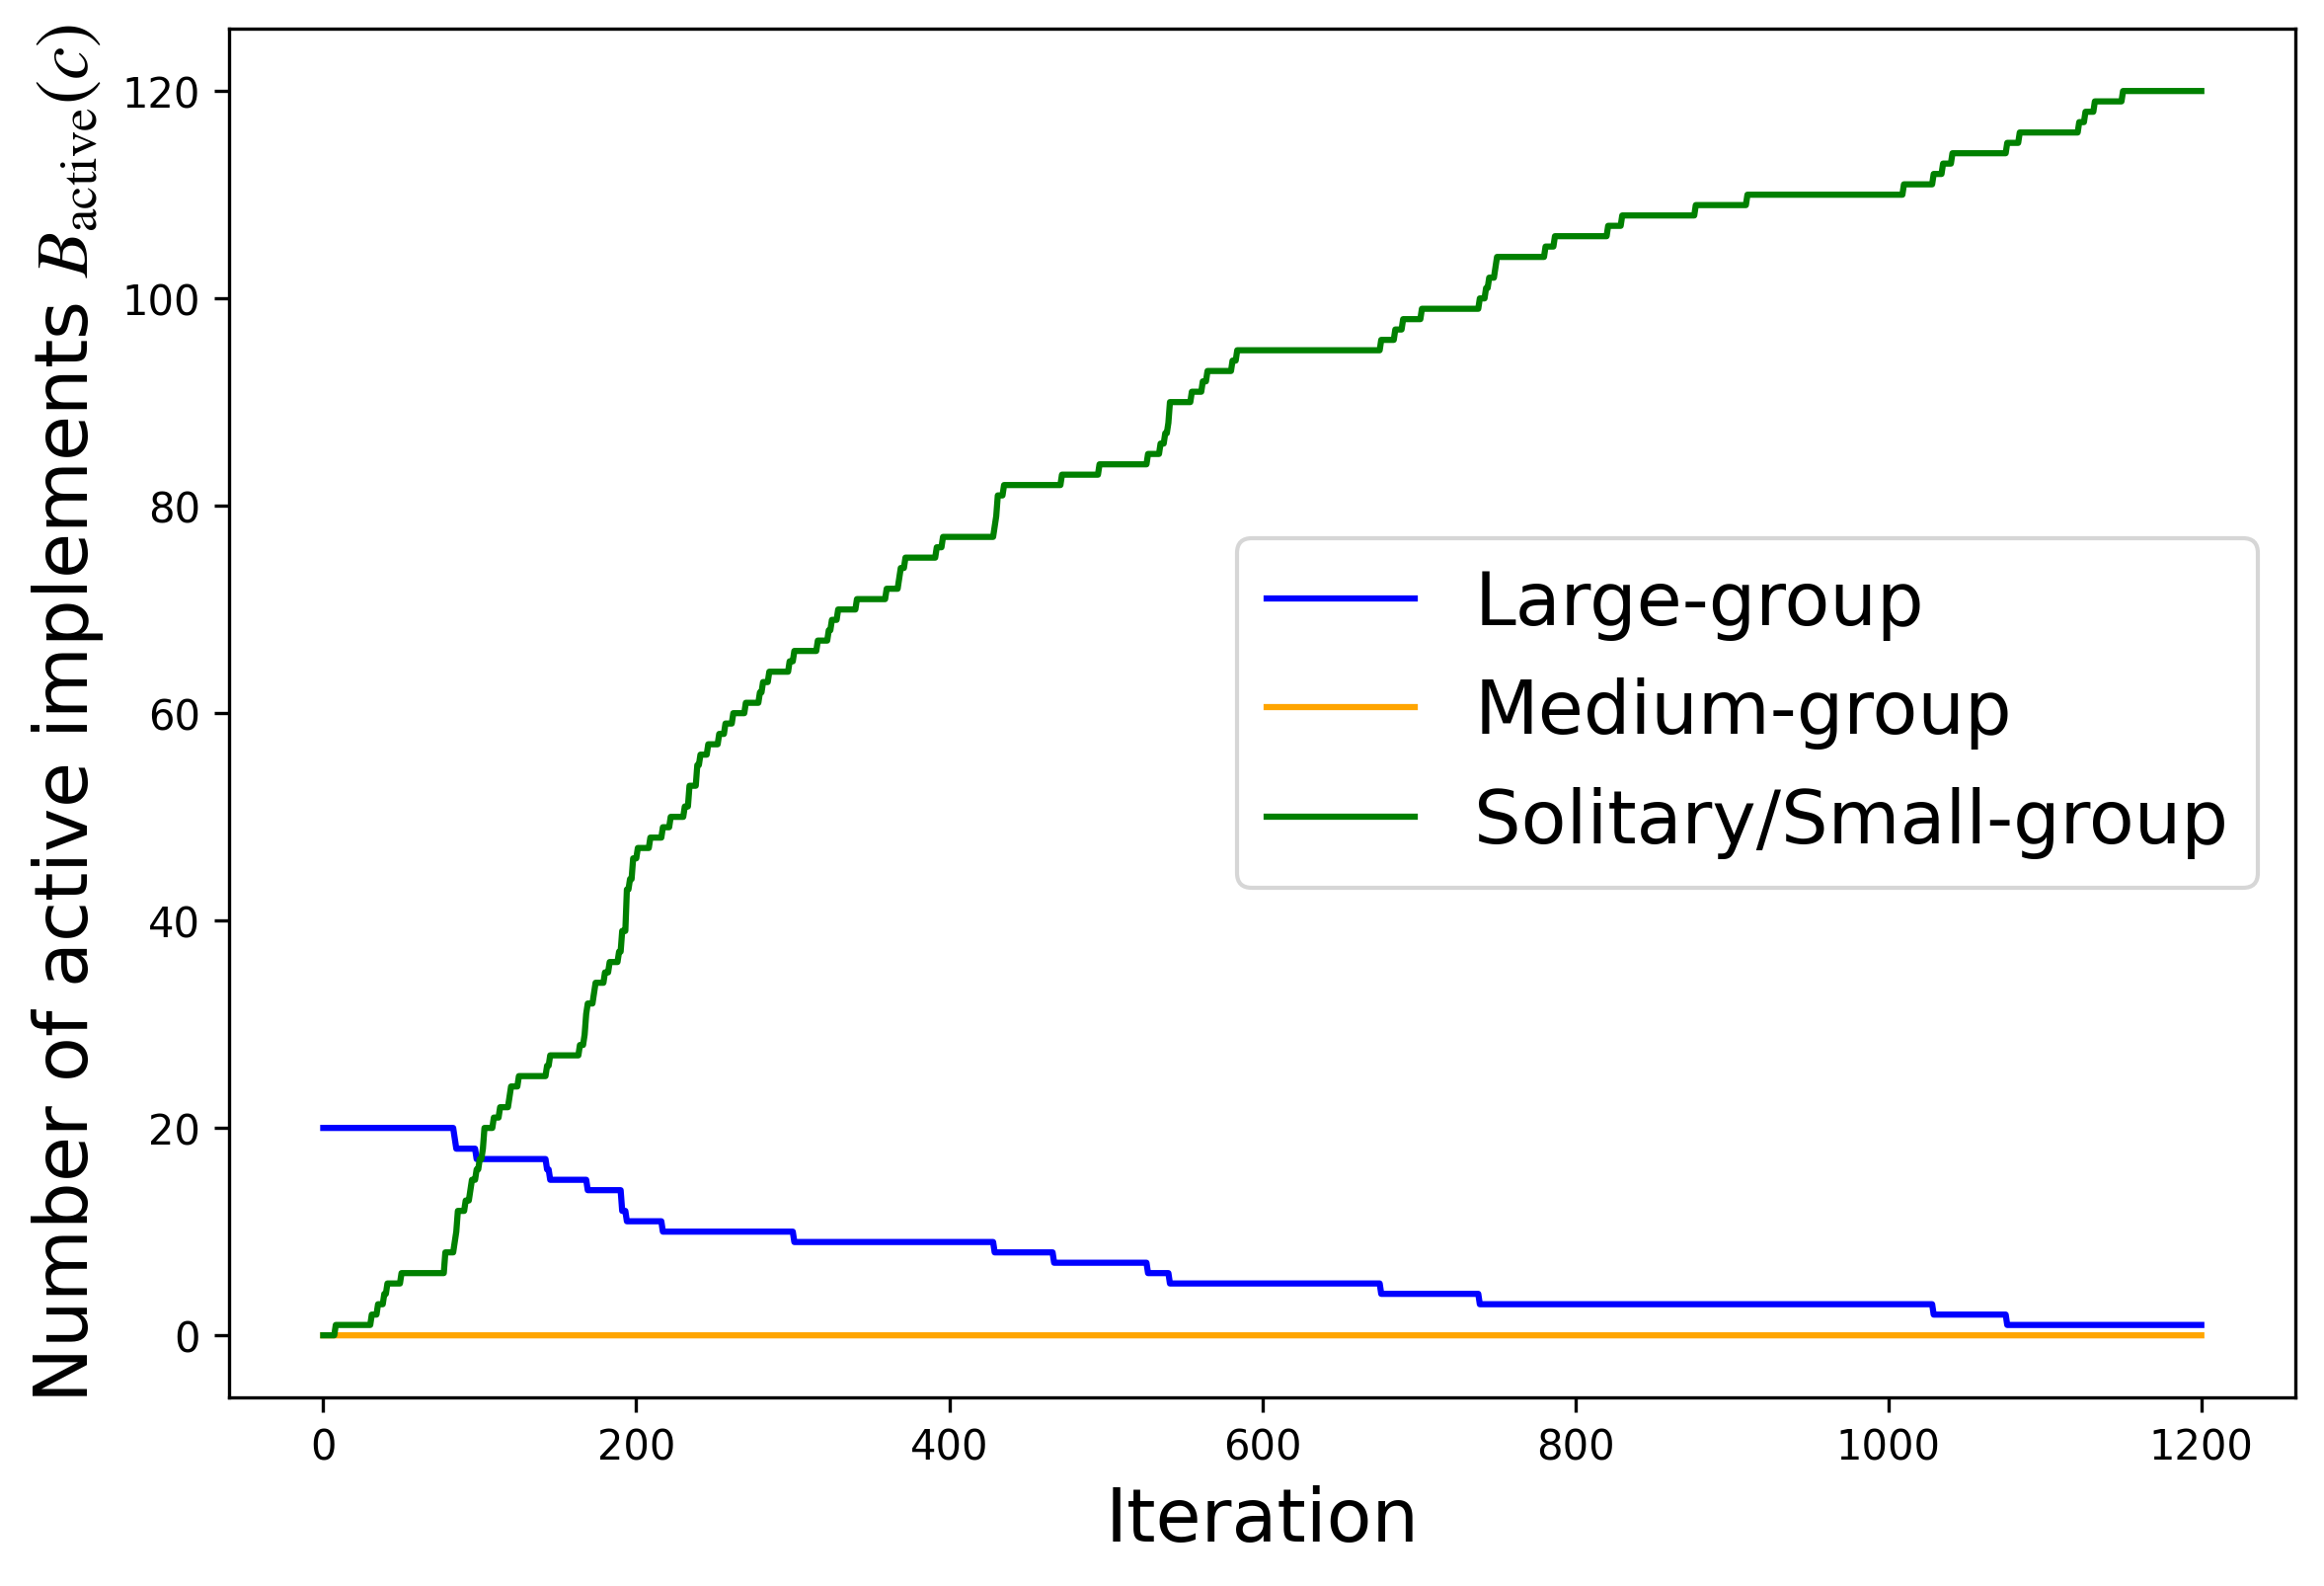 Number of active implements B_active(c)
120
100
80
60
40
20
0
Large-group
Medium-group
Solitary/Small-group
0 200 400 600 800 1000 1200
Iteration